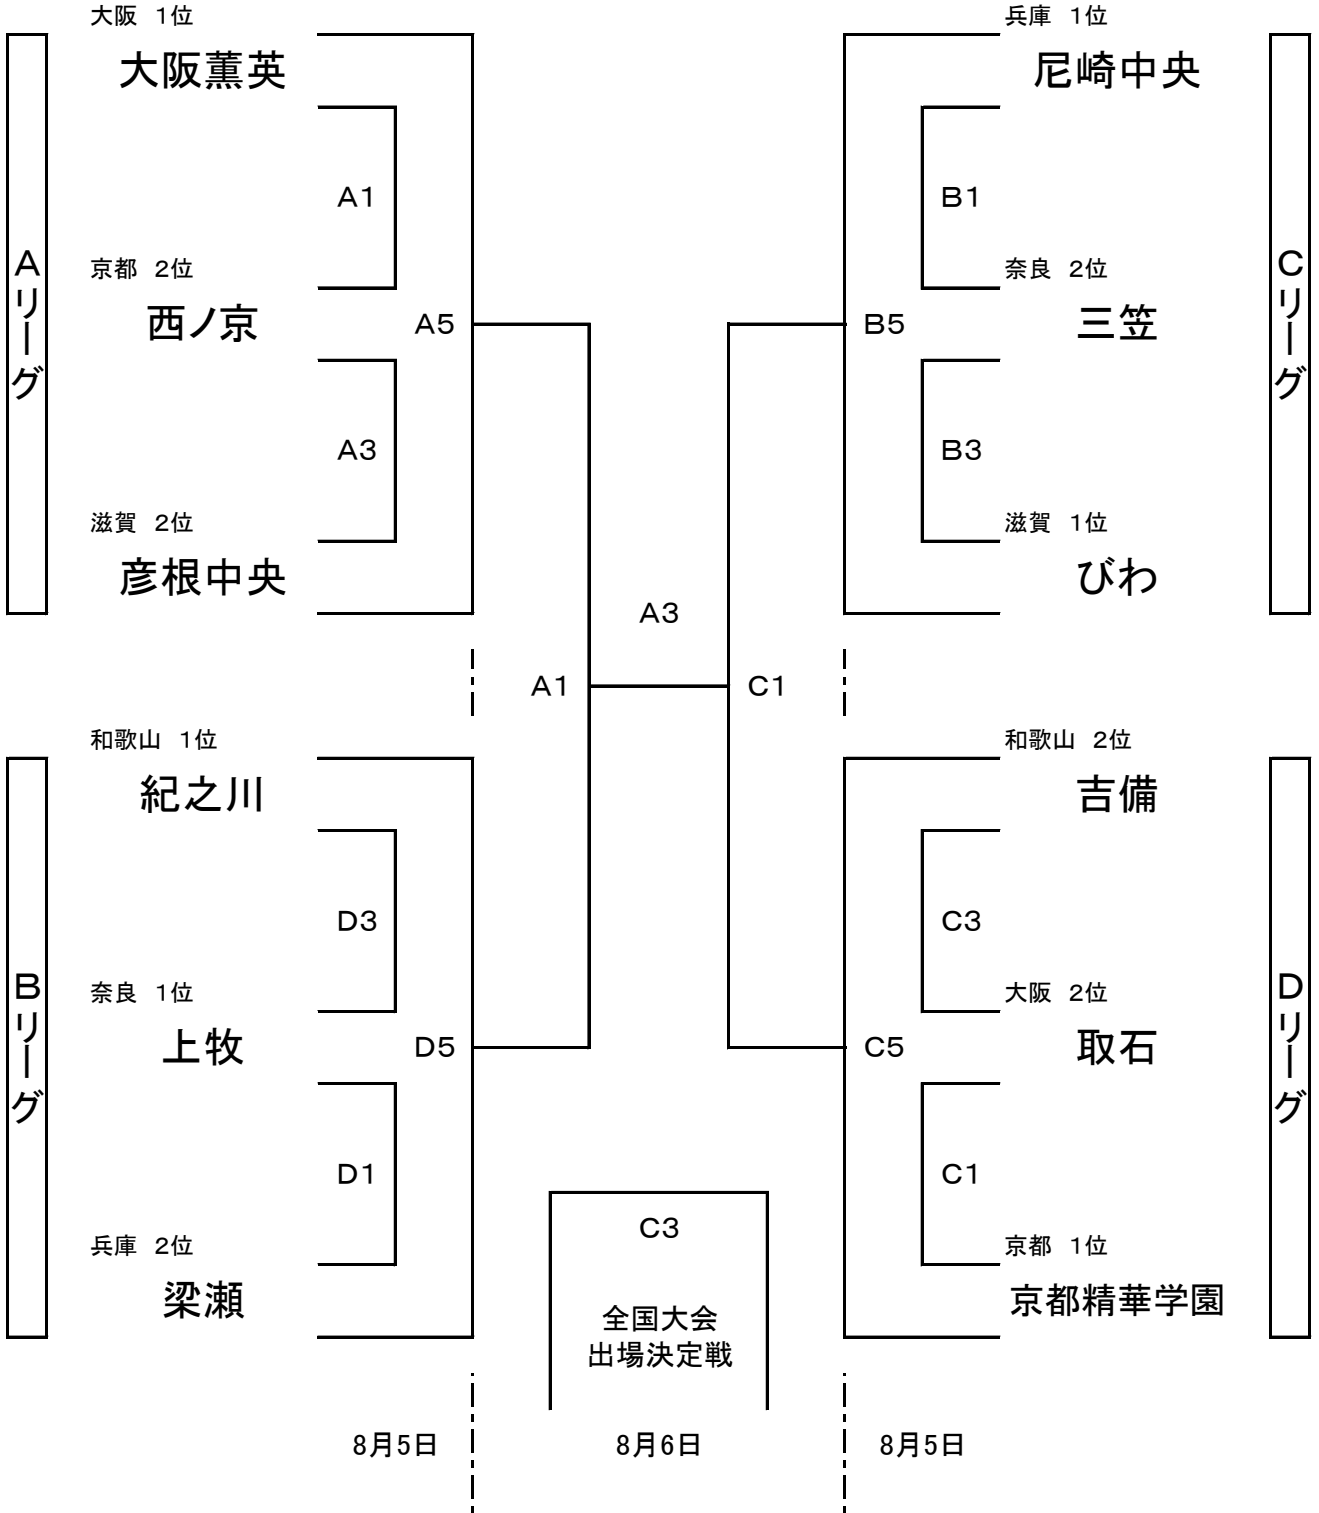 大阪 1位
大阪薫英
A1
京都 2位
西ノ京
A5
A3
滋賀 2位
彦根中央
Aリーグ
兵庫 1位
尼崎中央
B1
奈良 2位
三笠
B5
B3
滋賀 1位
びわ
Cリーグ
A3
A1
C1
和歌山 1位
紀之川
D3
奈良 1位
上牧
D5
D1
兵庫 2位
梁瀬
Bリーグ
和歌山 2位
吉備
C3
大阪 2位
取石
C5
C1
京都 1位
京都精華学園
Dリーグ
C3
全国大会
出場決定戦
8月5日
8月6日
8月5日